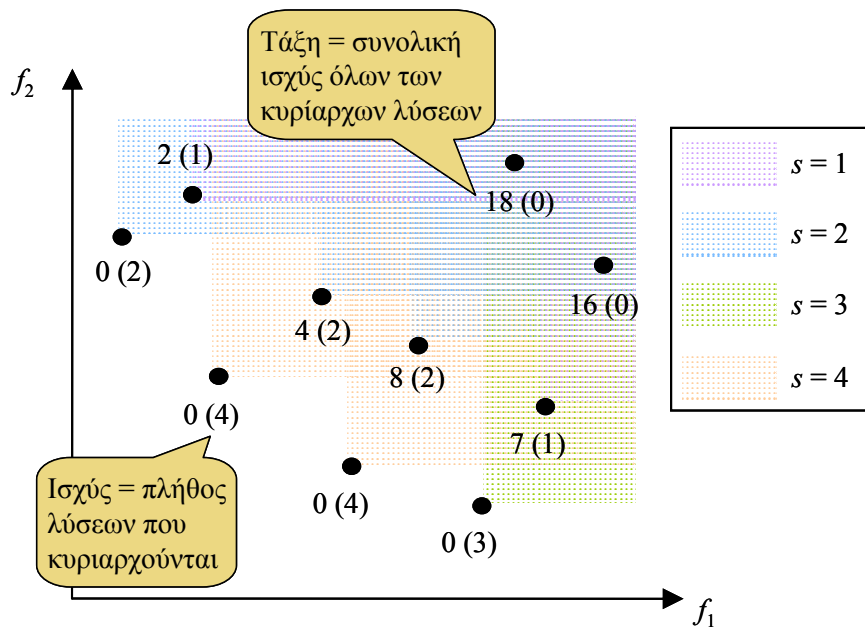 Τάξη = συνολική
ισχύς όλων των
κυρίαρχων λύσεων
f2
2 (1)
18 (0)
0 (2)
16 (0)
4 (2)
8 (2)
0 (4)
7 (1)
0 (4)
0 (3)
Ισχύς = πλήθος
λύσεων που
κυριαρχούνται
f1
s = 1
s = 2
s = 3
s = 4